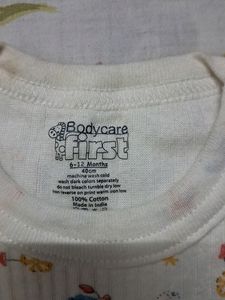 Bodycare
first
6-12 Months
40cm
machine wash cold
wash dark colors separately
do not bleach tumble dry low
iron reverse on print warm iron low
100% Cotton
Made in India